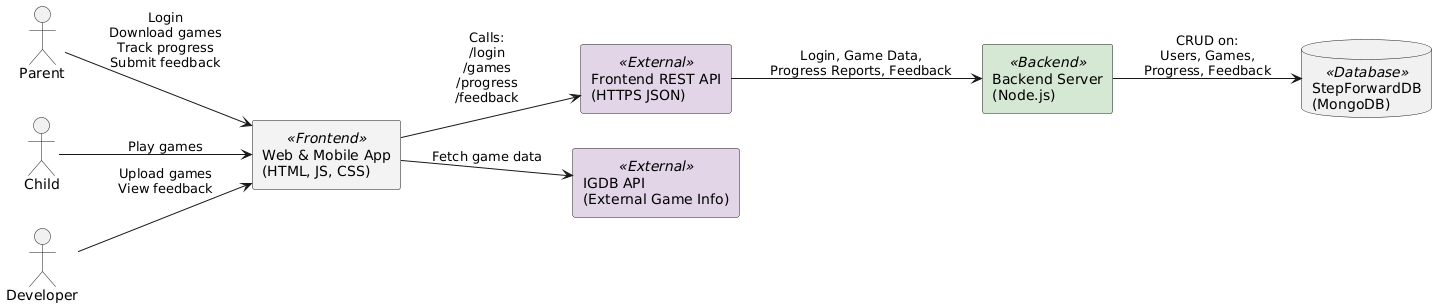 Parent
Login
Download games
Track progress
Submit feedback
Child
Play games
Developer
Upload games
View feedback
«Frontend»
Web & Mobile App
(HTML, JS, CSS)
Calls:
/login
/games
/progress
/feedback
Fetch game data
«External»
Frontend REST API
(HTTPS JSON)
«External»
IGDB API
(External Game Info)
Login, Game Data,
Progress Reports, Feedback
«Backend»
Backend Server
(Node.js)
CRUD on:
Users, Games,
Progress, Feedback
«Database»
StepForwardDB
(MongoDB)